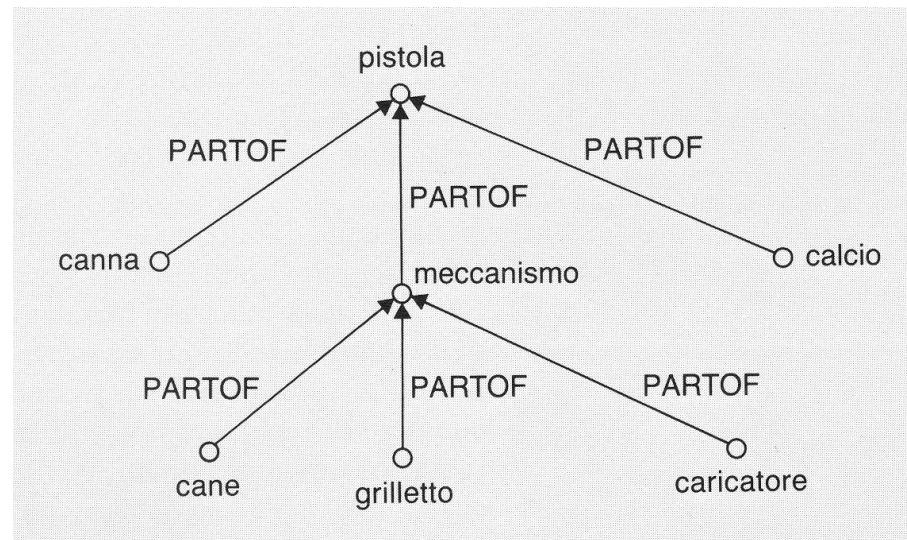 pistola
PARTOF
PARTOF
PARTOF
canna
calcio
meccanismo
PARTOF
PARTOF
PARTOF
cane
grilletto
caricatore